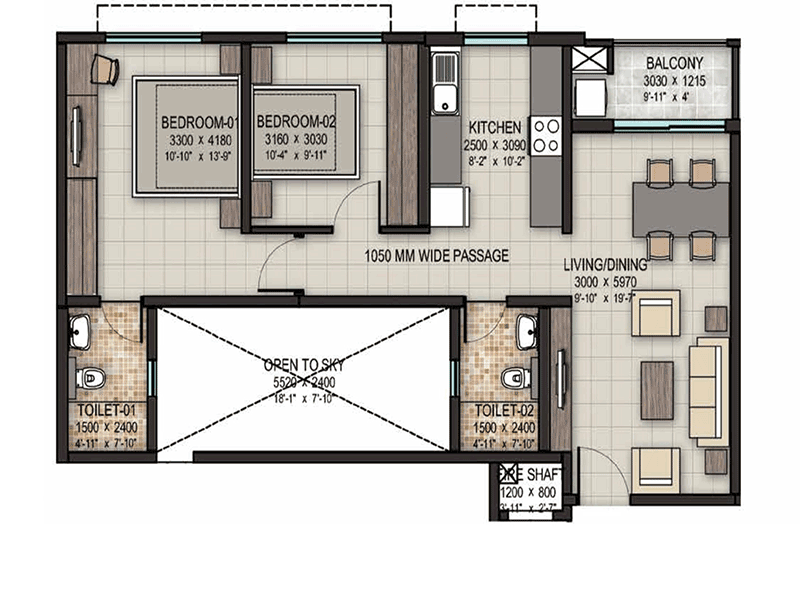 BEDROOM-01
3300 X 4180
10'-10" X 13'-9"
BEDROOM-02
3160 X 3030
10'-4" X 9'-11"
KITCHEN
2500 X 3090
8'-2" X 10'-2"
BALCONY
3030 X 1215
9'-11" X 4'
1050 MM WIDE PASSAGE
LIVING/DINING
3000 X 5970
9'-10" X 19'-7"
OPEN TO SKY
5520 X 2400
18'-1" X 7'-10"
TOILET-01
1500 X 2400
4'-11" X 7'-10"
TOILET-02
1500 X 2400
4'-11" X 7'-10"
FIRE SHAFT
1200 X 800
3'-11" X 2'-7"